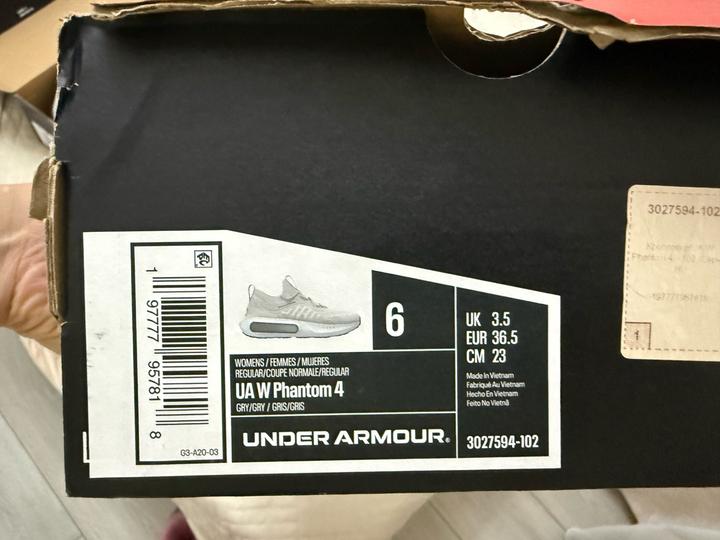 1 97777 95781 8
G3-A20-03
6
WOMENS / FEMMES / MUJERES
REGULAR/COUPE NORMALE/REGULAR
UA W Phantom 4
GRY/GRY / GRIS/GRIS
UNDER ARMOUR®
UK 3.5
EUR 36.5
CM 23
Made in Vietnam
Fabriqué Au Vietnam
Hecho En Vietnam
Feito No Vietnã
3027594-102
3027594-102
1